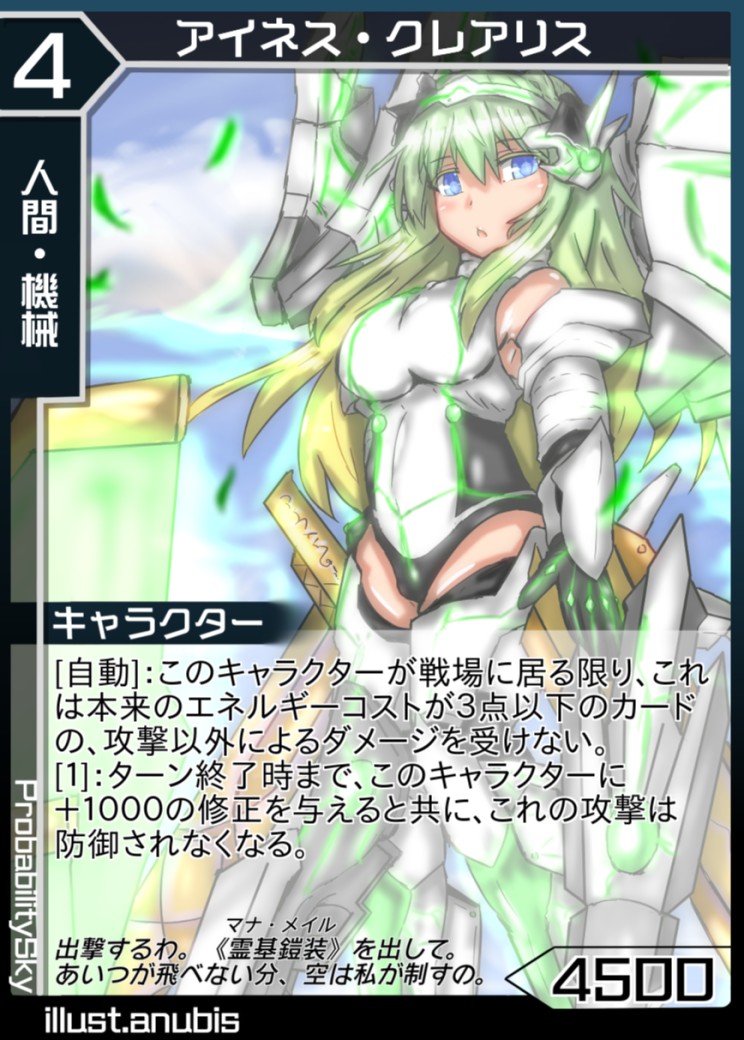 4
アイネス・クレアリス
人間・機械
キャラクター
[自動]:このキャラクターが戦場に居る限り、これ
は本来のエネルギーコストが3点以下のカード
の、攻撃以外によるダメージを受けない。
[1]:ターン終了時まで、このキャラクターに
+1000の修正を与えると共に、これの攻撃は
防御されなくなる。
ProbabilitySky
マナ・メイル
出撃するわ。《霊基鎧装》を出して。
あいつが飛べない分、空は私が制すの。
4500
illust.anubis